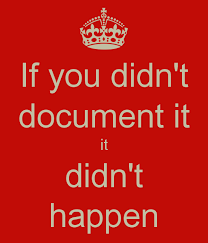 If you didn't
document it
it
didn't
happen